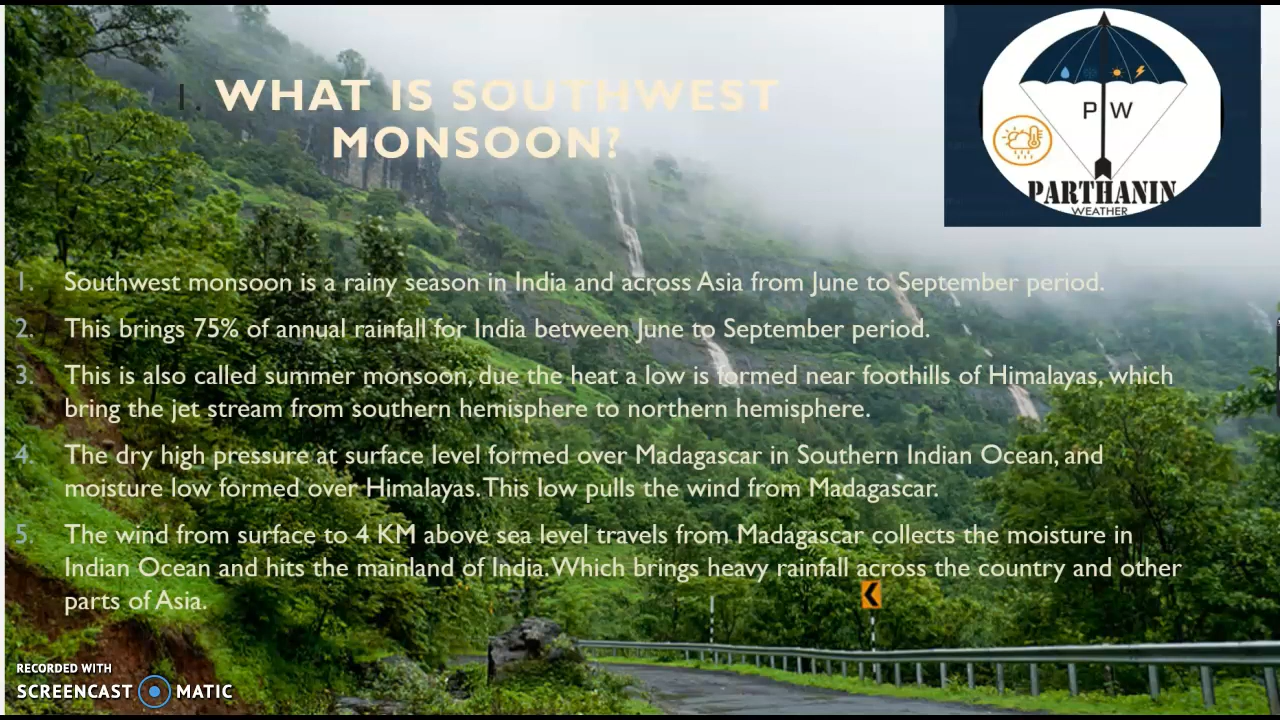 1. WHAT IS SOUTHWEST
MONSOON?
P W
PARTHANIN
WEATHER
1. Southwest monsoon is a rainy season in India and across Asia from June to September period.
2. This brings 75% of annual rainfall for India between June to September period.
3. This is also called summer monsoon, due the heat a low is formed near foothills of Himalayas, which
bring the jet stream from southern hemisphere to northern hemisphere.
4. The dry high pressure at surface level formed over Madagascar in Southern Indian Ocean, and
moisture low formed over Himalayas. This low pulls the wind from Madagascar.
5. The wind from surface to 4 KM above sea level travels from Madagascar collects the moisture in
Indian Ocean and hits the mainland of India. Which brings heavy rainfall across the country and other
parts of Asia.
RECORDED WITH
SCREENCAST MATIC